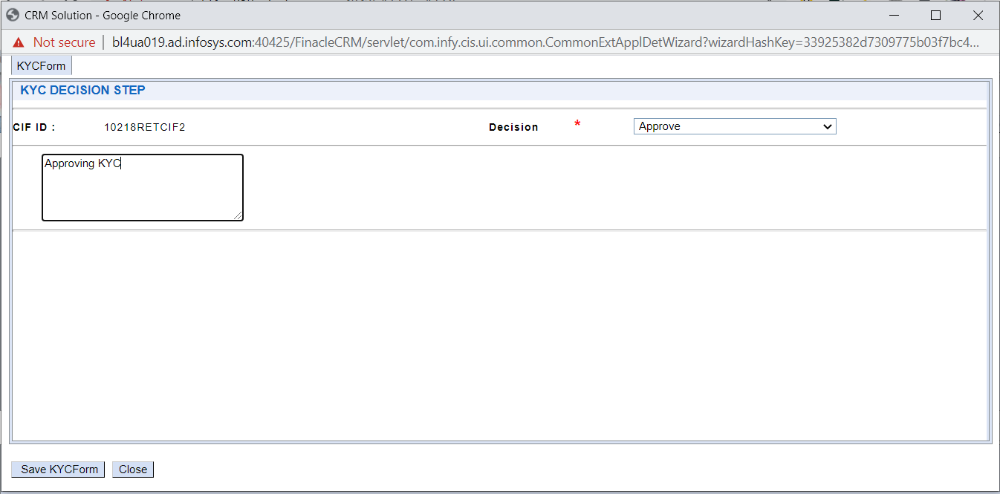 CRM Solution - Google Chrome
Not secure | bl4ua019.ad.infosys.com:40425/FinacleCRM/servlet/com.infy.cis.ui.common.CommonExtApplDetWizard?wizardHashKey=33925382d7309775b03f7bc4...
KYCForm
KYC DECISION STEP
CIF ID : 10218RETCIF2 Decision * Approve
Approving KYC
Save KYCForm Close